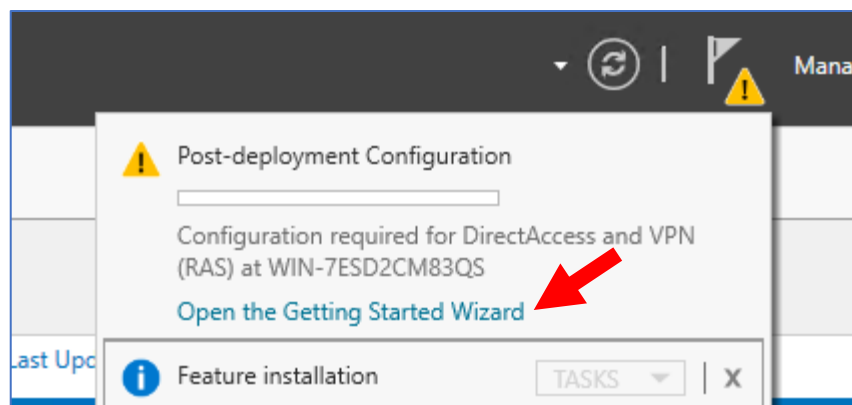 Mana
Post-deployment Configuration
Configuration required for DirectAccess and VPN
(RAS) at WIN-7ESD2CM83QS
Open the Getting Started Wizard
Last Upd
Feature installation
TASKS
X